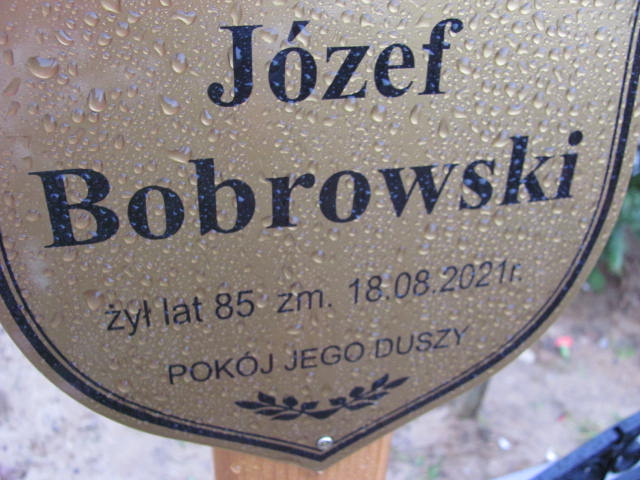 Józef
Bobrowski
żył lat 85 zm. 18.08.2021r.
POKÓJ JEGO DUSZY